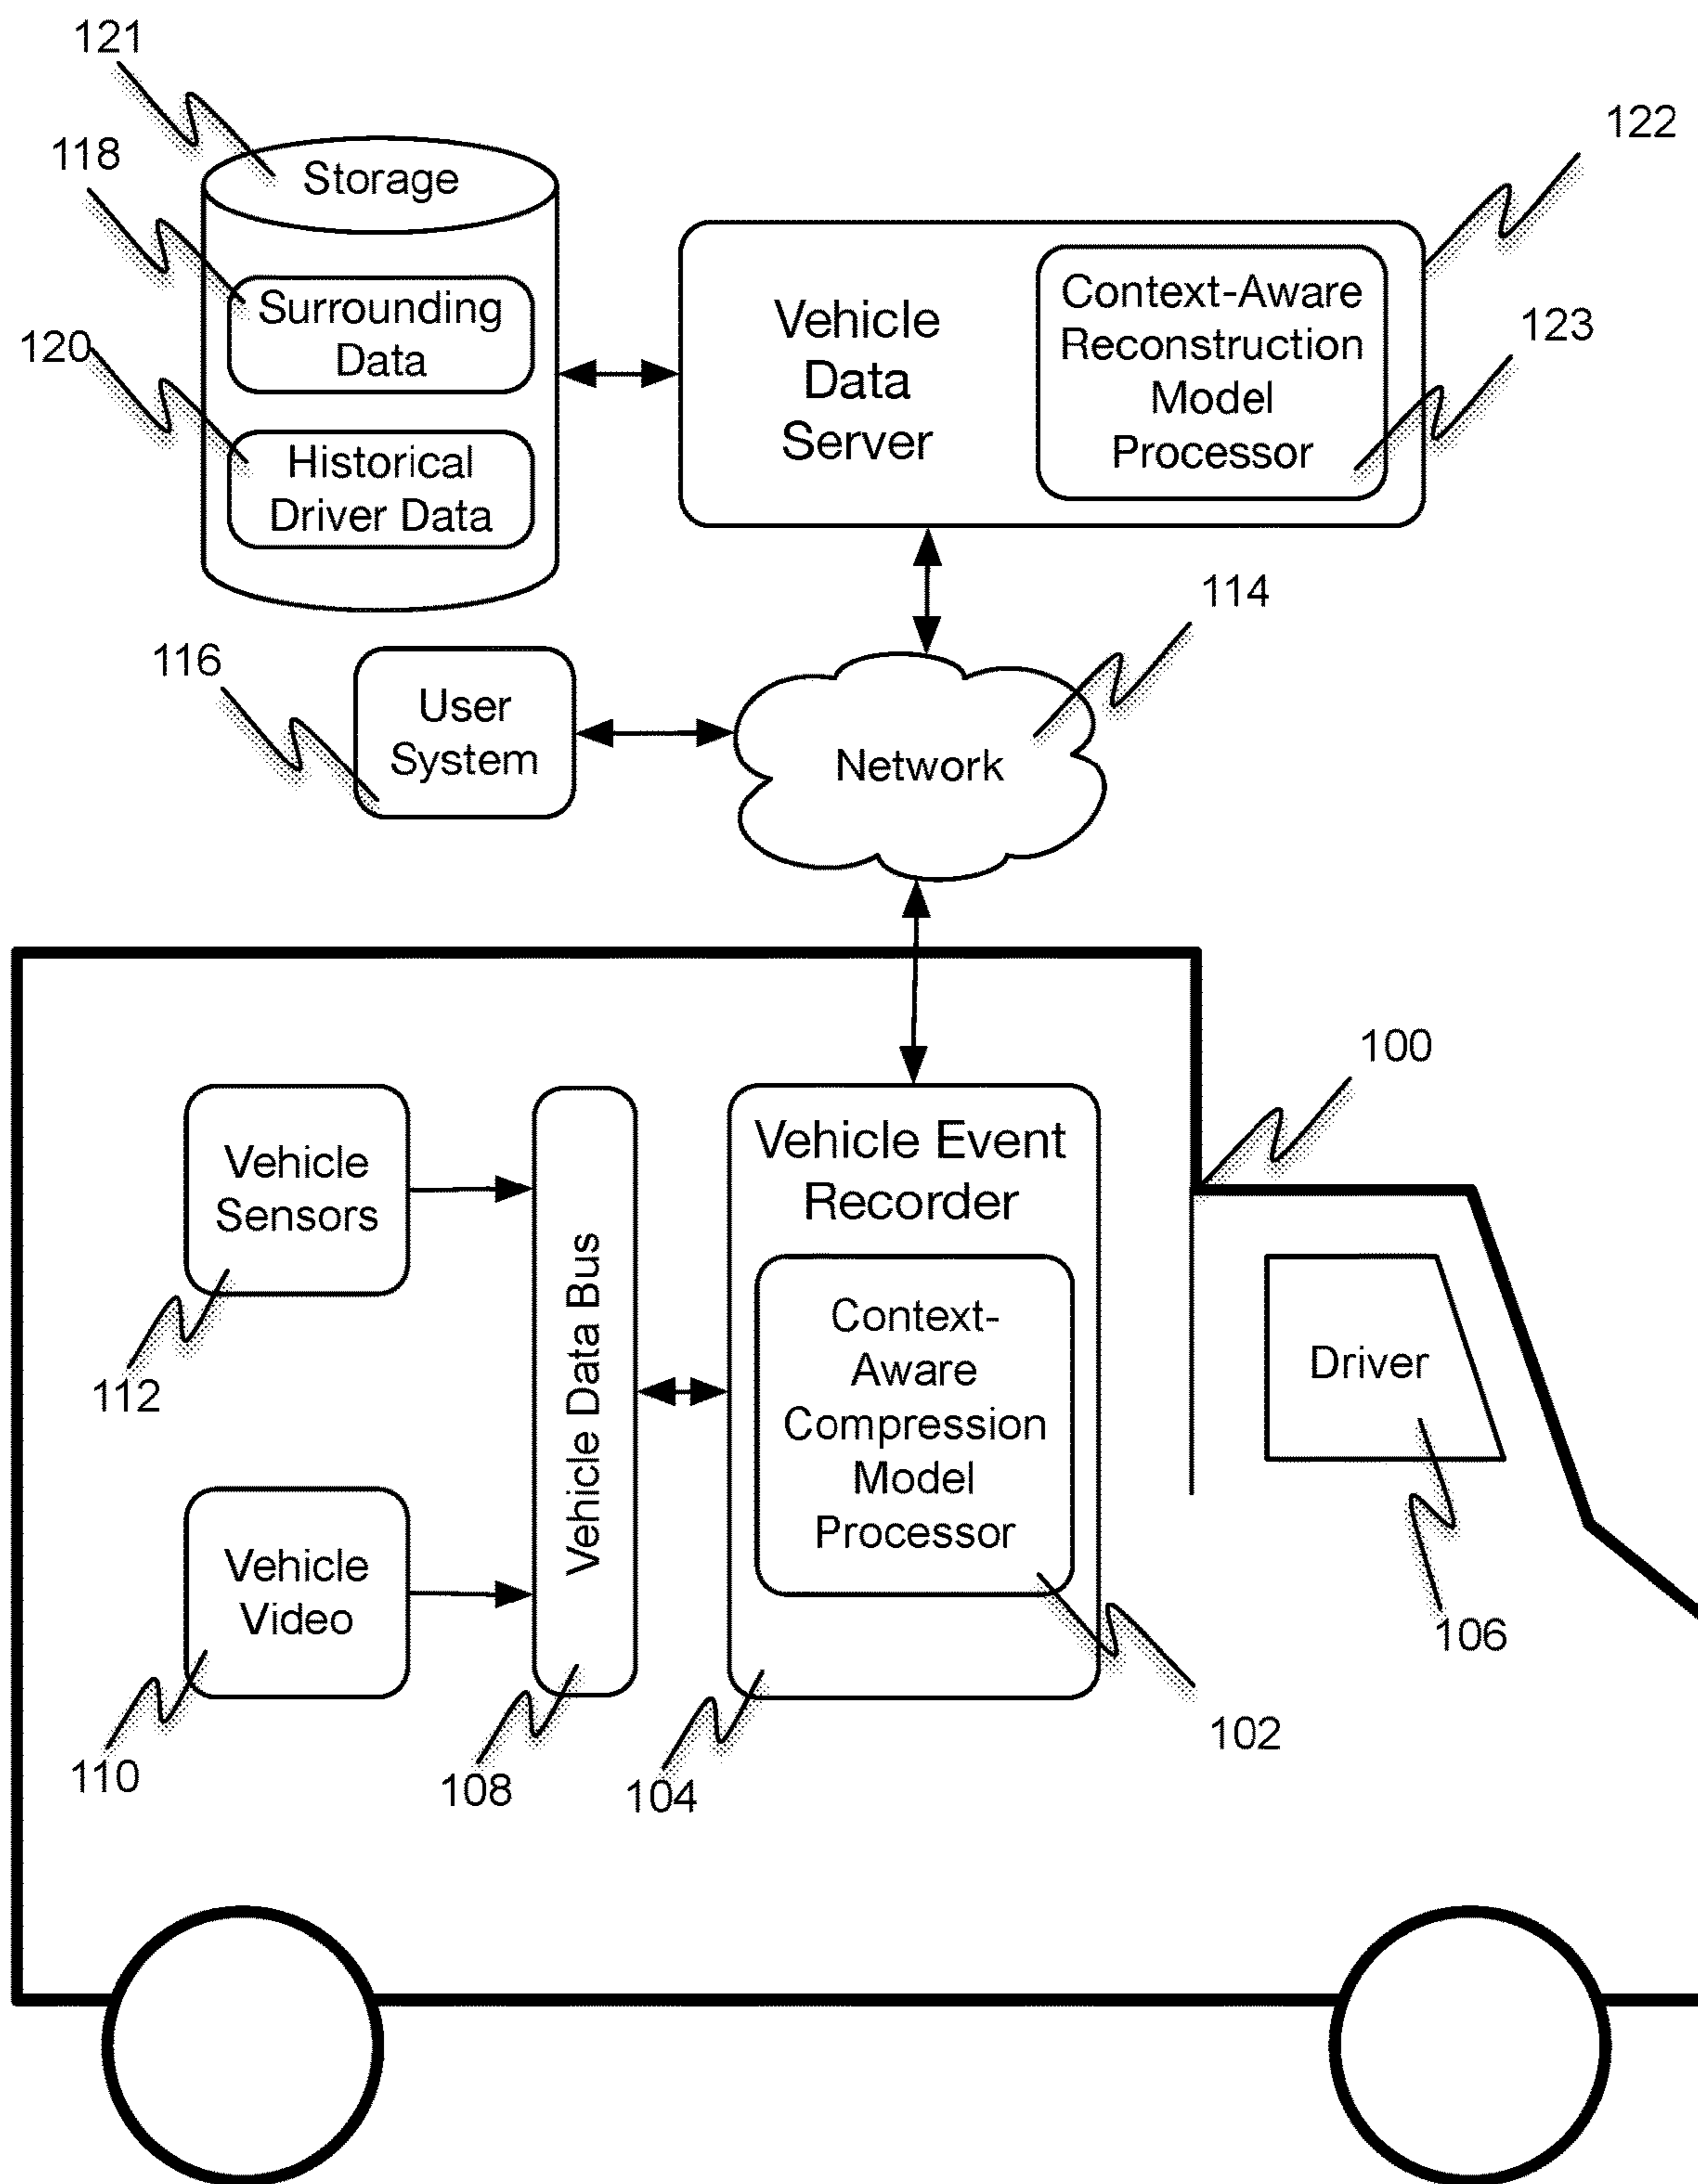 121
118
Storage
122
Surrounding
Data
120
Historical
Driver Data
Vehicle
Data
Server
Context-Aware
Reconstruction
Model
Processor
123
114
116
User
System
Network
100
Vehicle
Sensors
112
Vehicle Data Bus
Vehicle Event
Recorder
Context-
Aware
Compression
Model
Processor
Driver
106
Vehicle
Video
110
108
104
102